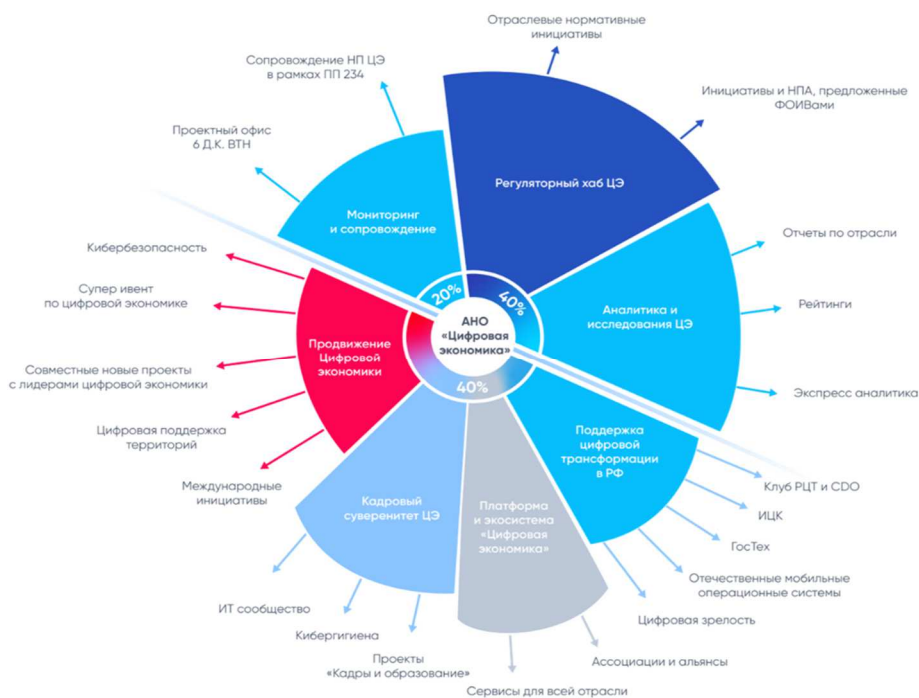 Отраслевые нормативные
инициативы
Сопровождение НП ЦЭ
в рамках ПП 234
Инициативы и НПА, предложенные
ФОИВами
Проектный офис
6 Д.К. ВТН
Регуляторный хаб ЦЭ
Мониторинг
и сопровождение
Отчеты по отрасли
Кибербезопасность
Супер ивент
по цифровой экономике
20%
40%
Рейтинги
Аналитика и
исследования ЦЭ
АНО
«Цифровая
экономика»
Продвижение
Цифровой
экономики
Совместные новые проекты
с лидерами цифровой экономики
40%
Экспресс аналитика
Цифровая поддержка
территорий
Поддержка
цифровой
трансформации
в РФ
Международные
инициативы
Клуб РЦТ и CDO
Кадровый
суверенитет ЦЭ
Платформа
и экосистема
«Цифровая
экономика»
ИЦК
ГосТех
Отечественные мобильные
операционные системы
ИТ сообщество
Цифровая зрелость
Кибергигиена
Проекты
«Кадры и образование»
Ассоциации и альянсы
Сервисы для всей отрасли